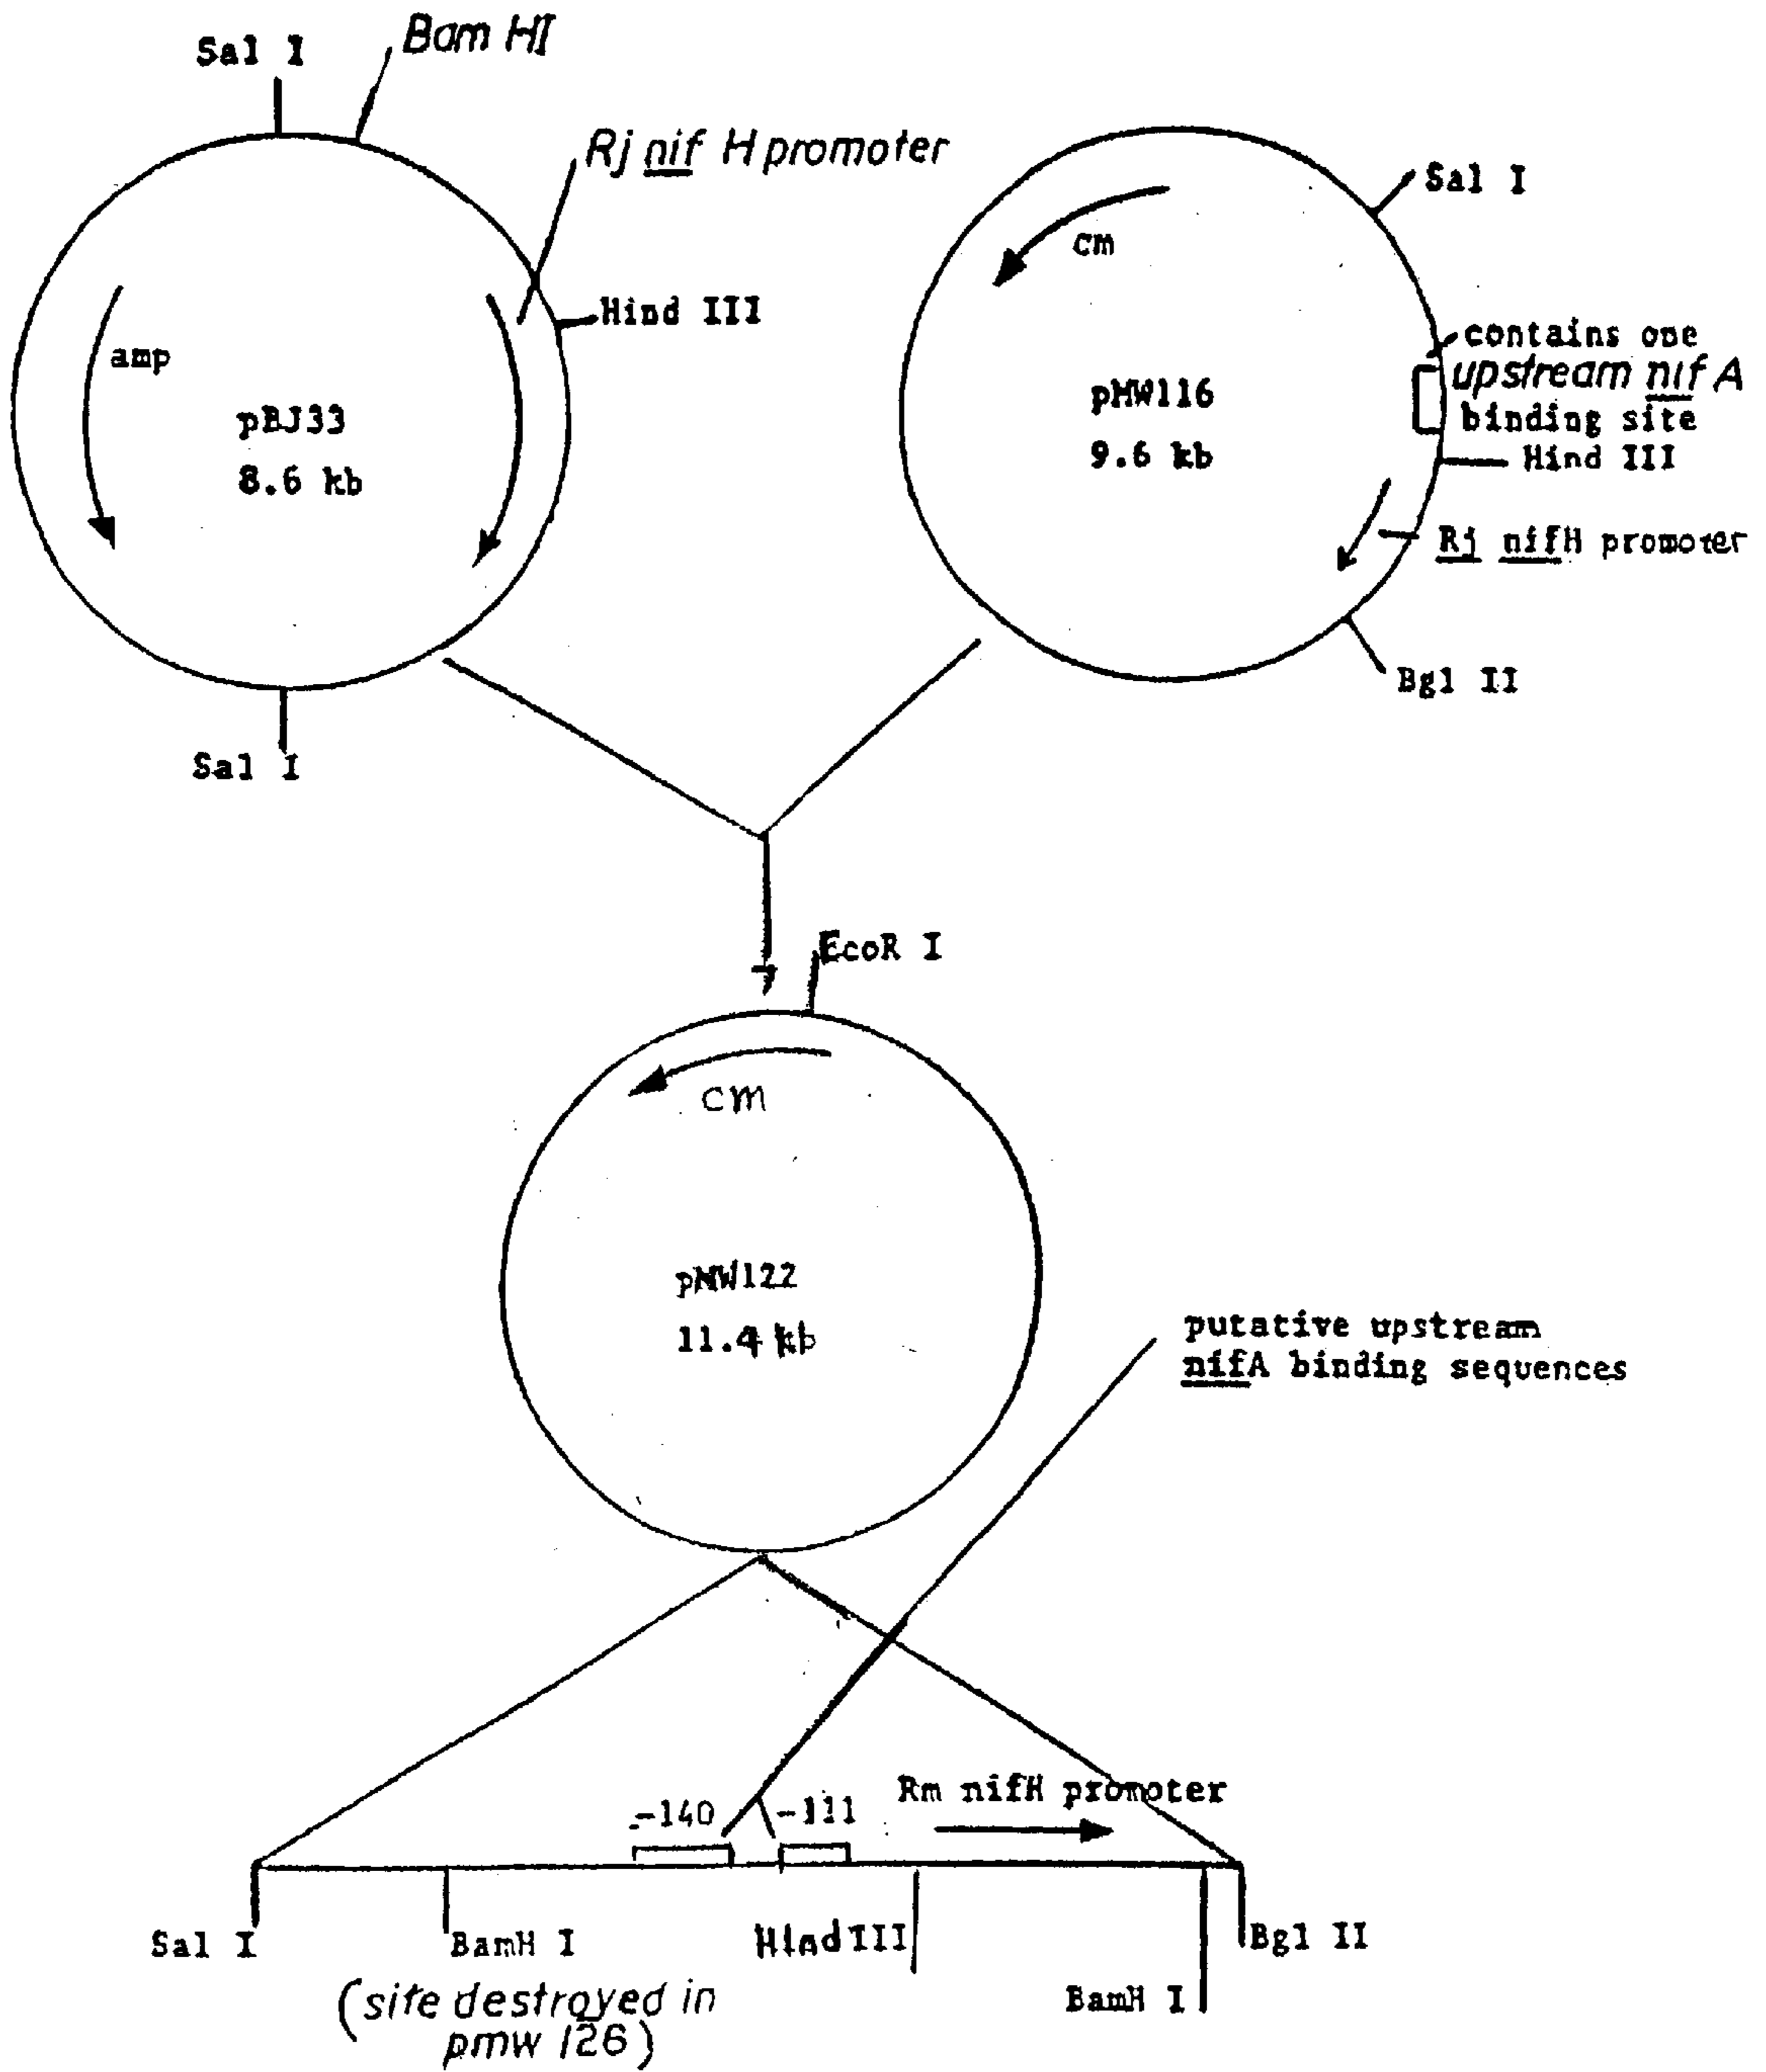 Sal I
Bam HI
Rj nif H promoter
Hind III
amp
pBJ33
8.6 kb
Sal I
cm
Sal I
contains one
upstream nif A
binding site
Hind III
pMW116
9.6 kb
Rj nifH promoter
Bgl II
EcoR I
cm
pMW122
11.4 kb
putative upstream
nifA binding sequences
-140
-111
Rm nifH promoter
Sal I
BamH I
Hind III
Bgl II
BamH I
(site destroyed in
pmw 126)